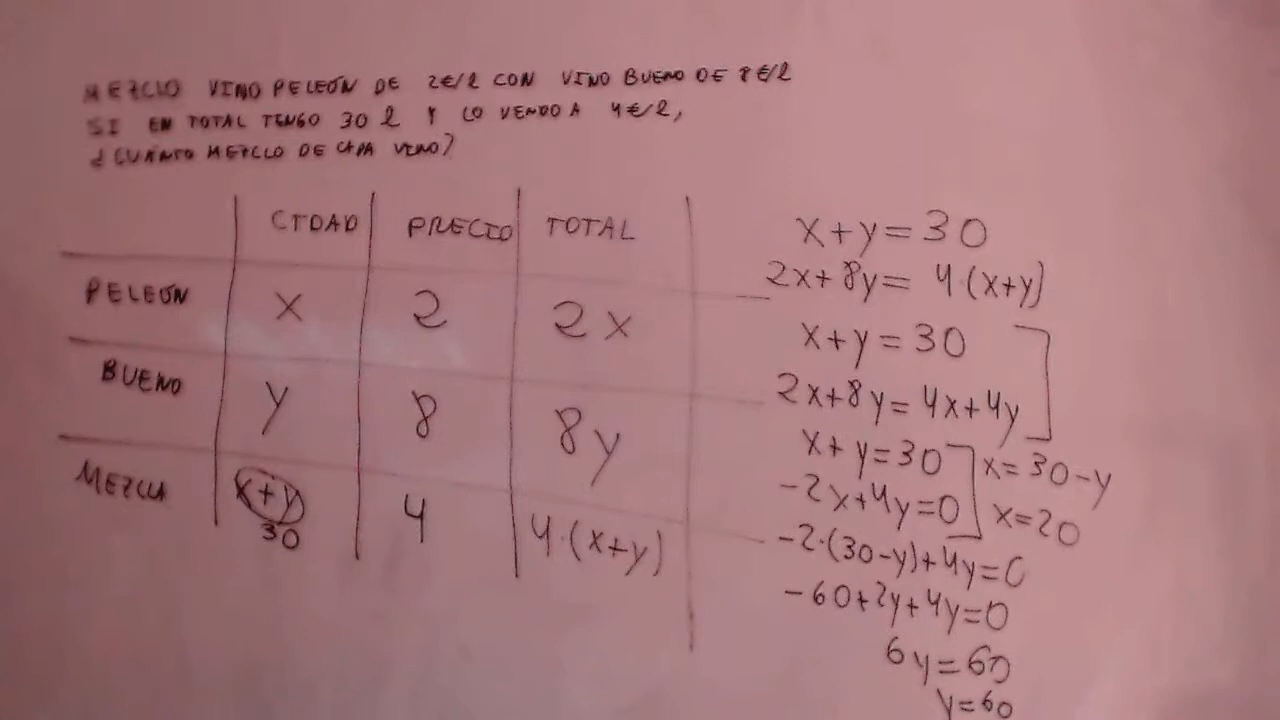 MEZCLO VINO PELEÓN DE 2€/l CON VINO BUENO DE 8€/l
SI EN TOTAL TENGO 30 l Y LO VENDO A 4€/l,
¿CUÁNTO MEZCLO DE CADA VINO?
CTDAD PRECIO TOTAL
PELEÓN x 2 2x
BUENO y 8 8y
MEZCLA x+y 4 4·(x+y)
30
x+y=30
2x+8y= 4·(x+y)
x+y=30
2x+8y=4x+4y
x+y=30 x=30-y
-2x+4y=0 x=20
-2·(30-y)+4y=0
-60+2y+4y=0
6y=60
y=60